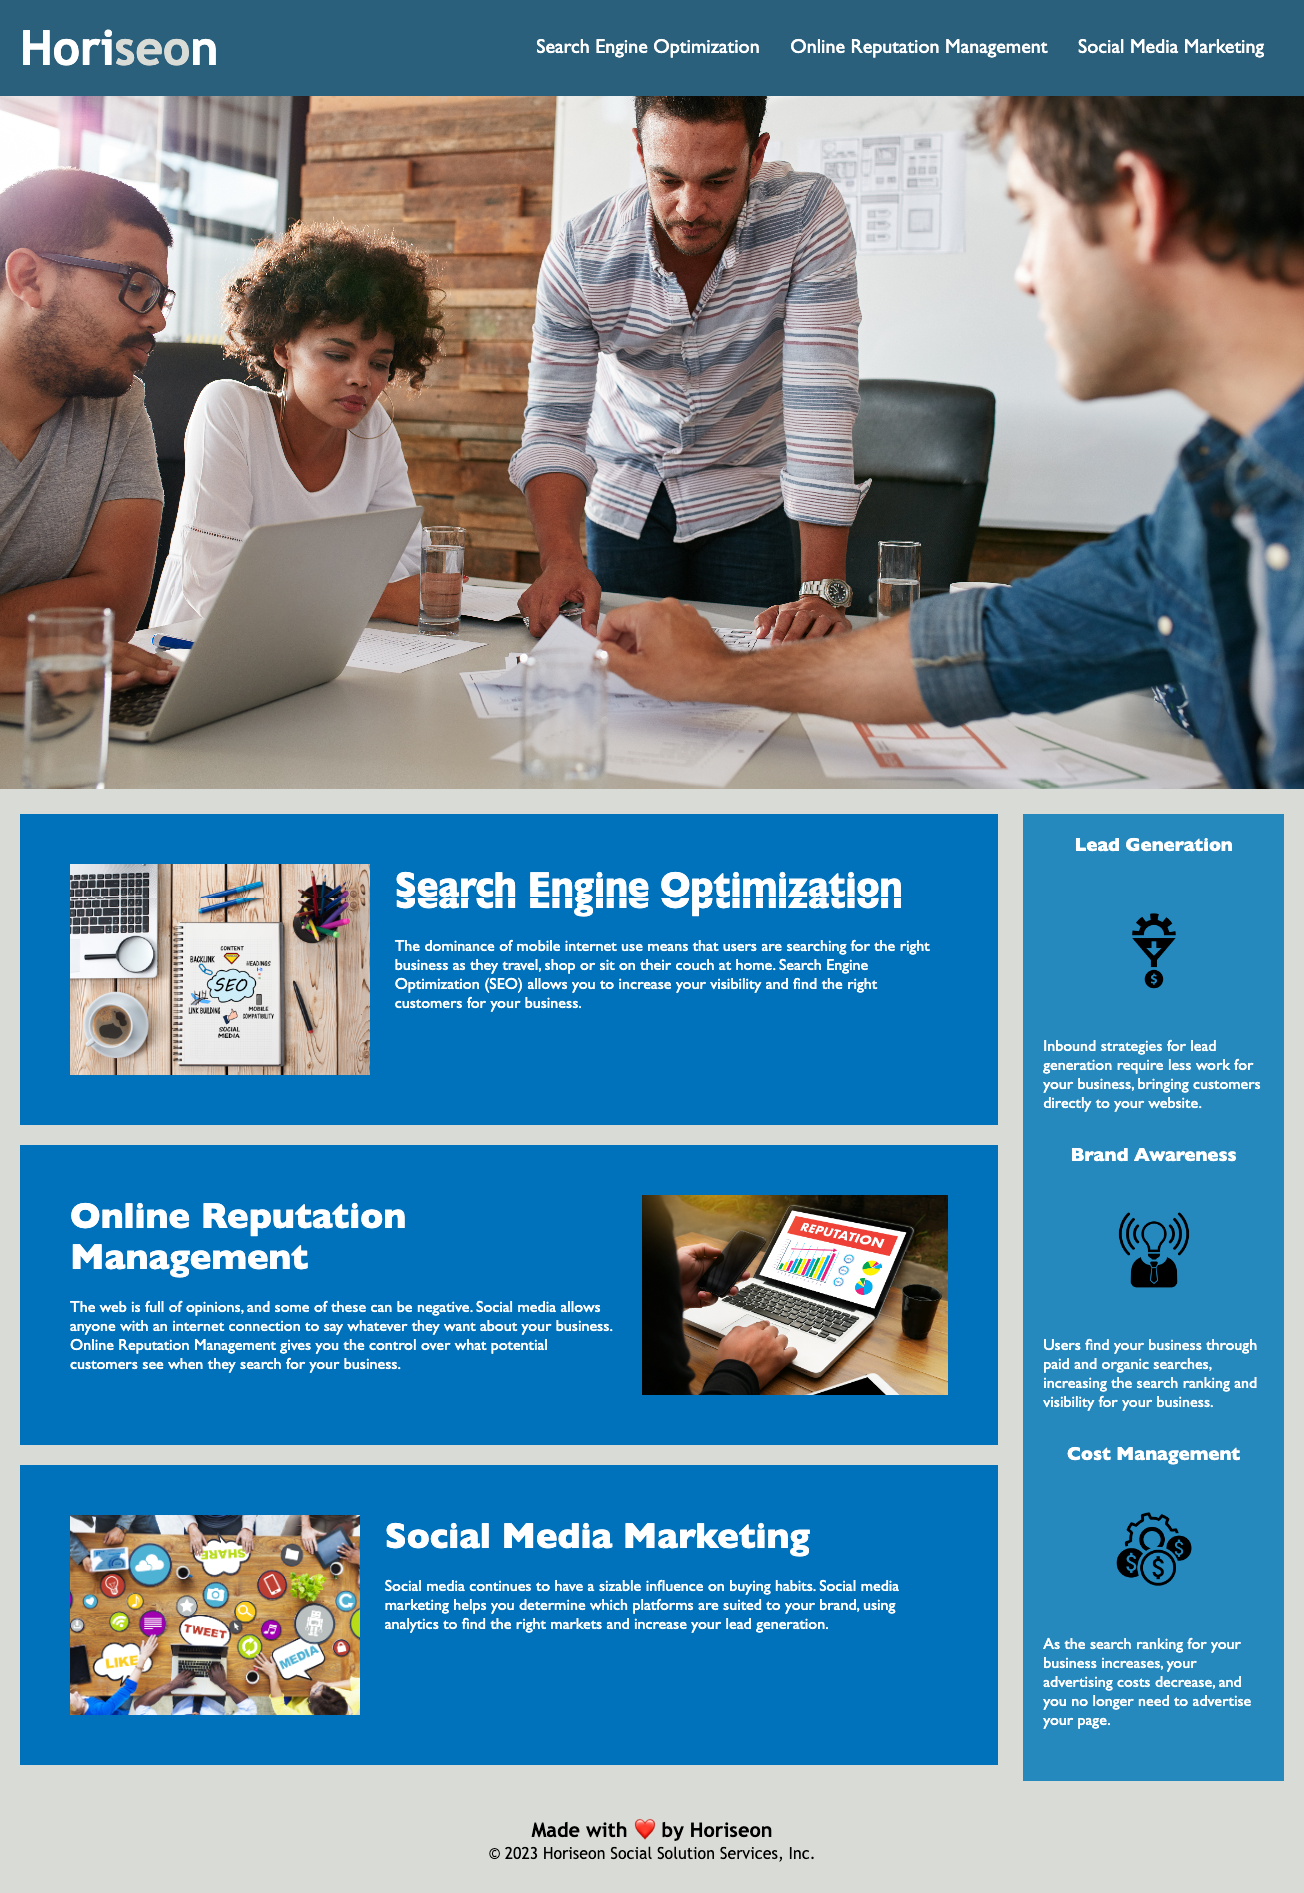 Horiseon
Search Engine Optimization
Online Reputation Management
Social Media Marketing
CONTENT
BACKLINK
HEADINGS
SEO
LINK BUILDING
MOBILE
COMPATIBILITY
SOCIAL
MEDIA
Search Engine Optimization
The dominance of mobile internet use means that users are searching for the right
business as they travel, shop or sit on their couch at home. Search Engine
Optimization (SEO) allows you to increase your visibility and find the right
customers for your business.
Online Reputation
Management
The web is full of opinions, and some of these can be negative. Social media allows
anyone with an internet connection to say whatever they want about your business.
Online Reputation Management gives you the control over what potential
customers see when they search for your business.
REPUTATION
SHARE
TWEET
LIKE
MEDIA
Social Media Marketing
Social media continues to have a sizable influence on buying habits. Social media
marketing helps you determine which platforms are suited to your brand, using
analytics to find the right markets and increase your lead generation.
Lead Generation
$
Inbound strategies for lead
generation require less work for
your business, bringing customers
directly to your website.
Brand Awareness
Users find your business through
paid and organic searches,
increasing the search ranking and
visibility for your business.
Cost Management
$ $ $
As the search ranking for your
business increases, your
advertising costs decrease, and
you no longer need to advertise
your page.
Made with ❤️ by Horiseon
© 2023 Horiseon Social Solution Services, Inc.